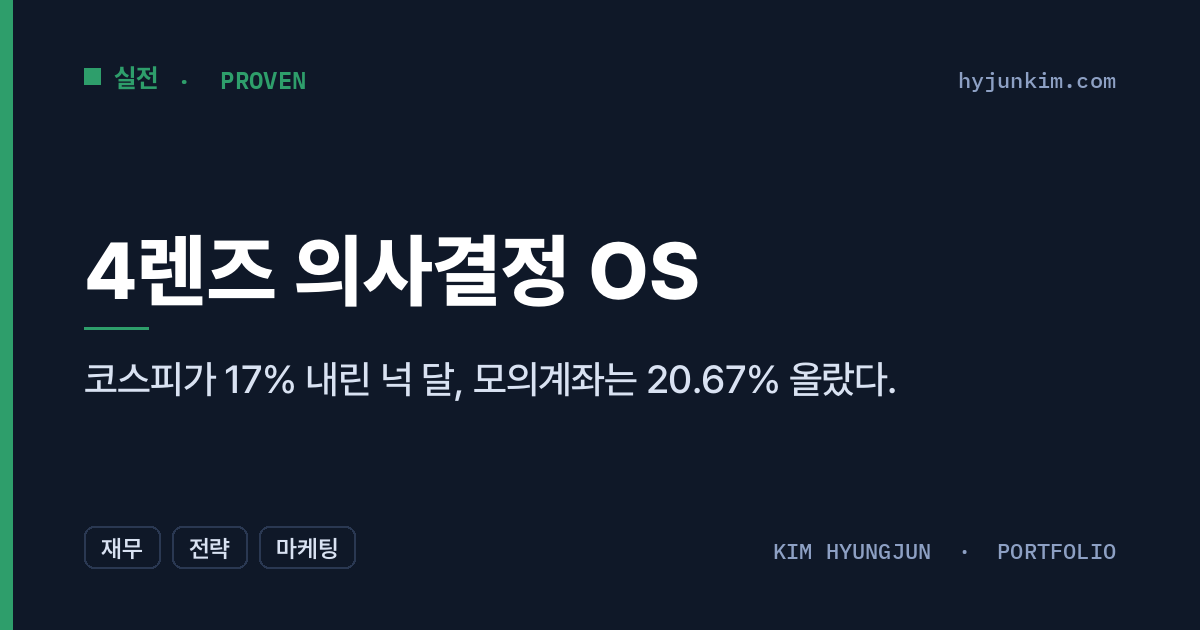 실전 · PROVEN
hyjunkim.com
4렌즈 의사결정 OS
코스피가 17% 내린 넉 달, 모의계좌는 20.67% 올랐다.
재무 전략 마케팅
KIM HYUNGJUN · PORTFOLIO